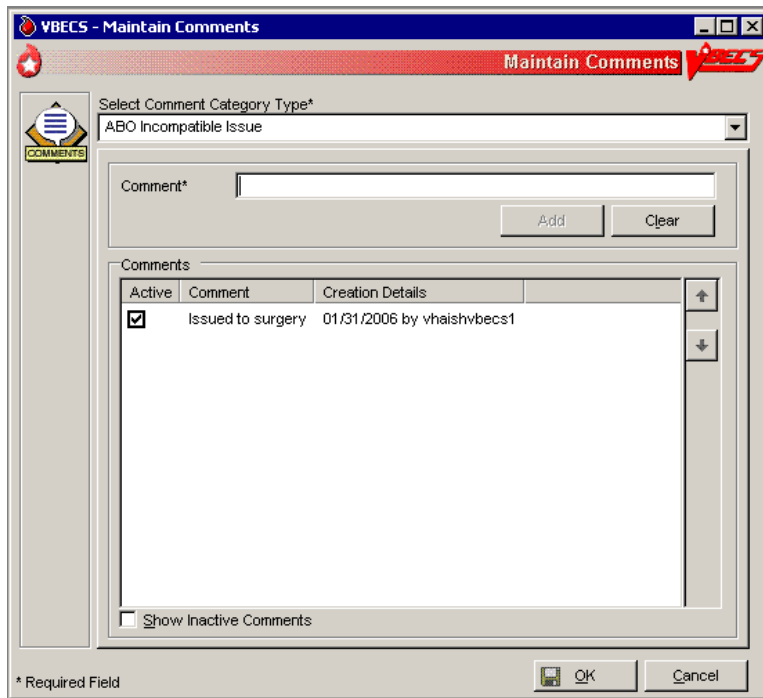 VBECS - Maintain Comments
Maintain Comments VBECS
Select Comment Category Type*
ABO Incompatible Issue
COMMENTS
Comment*
Add Clear
Comments
Active Comment Creation Details
Issued to surgery 01/31/2006 by vhaishvbecs1
Show Inactive Comments
* Required Field
OK Cancel